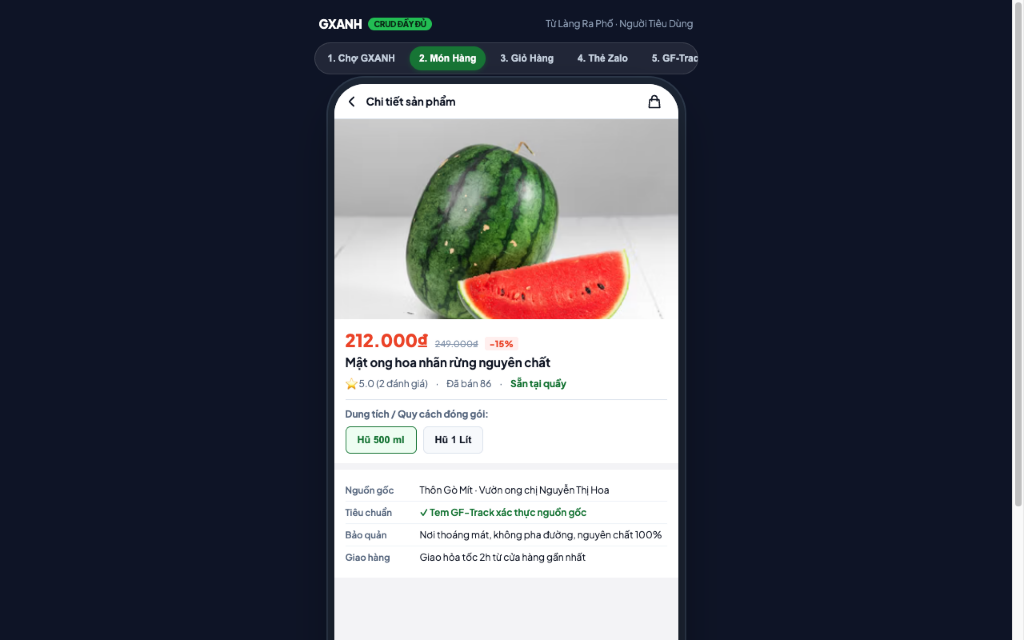 GXANH CRUD ĐẦY ĐỦ Từ Làng Ra Phố · Người Tiêu Dùng
1. Chợ GXANH 2. Món Hàng 3. Giỏ Hàng 4. Thẻ Zalo 5. GF-Trac
Chi tiết sản phẩm
212.000₫ 249.000₫ -15%
Mật ong hoa nhãn rừng nguyên chất
⭐5.0 (2 đánh giá) · Đã bán 86 · Sẵn tại quầy
Dung tích / Quy cách đóng gói:
Hũ 500 ml Hũ 1 Lít
Nguồn gốc Thôn Gò Mít · Vườn ong chị Nguyễn Thị Hoa
Tiêu chuẩn ✓ Tem GF-Track xác thực nguồn gốc
Bảo quản Nơi thoáng mát, không pha đường, nguyên chất 100%
Giao hàng Giao hỏa tốc 2h từ cửa hàng gần nhất